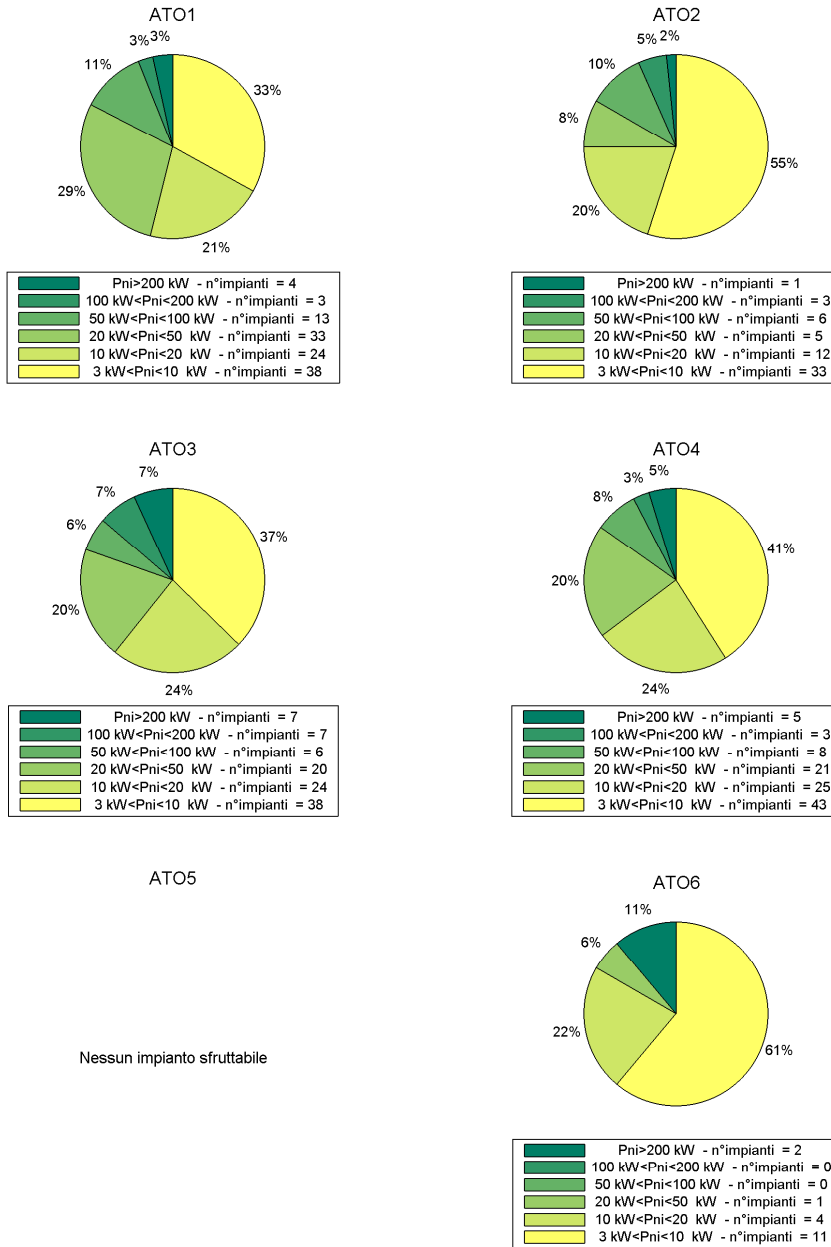 ATO1
3%
3%
11%
33%
29%
21%
Pni>200 kW - n°impianti = 4
100 kW<Pni<200 kW - n°impianti = 3
50 kW<Pni<100 kW - n°impianti = 13
20 kW<Pni<50 kW - n°impianti = 33
10 kW<Pni<20 kW - n°impianti = 24
3 kW<Pni<10 kW - n°impianti = 38
ATO2
5%
2%
10%
8%
55%
20%
Pni>200 kW - n°impianti = 1
100 kW<Pni<200 kW - n°impianti = 3
50 kW<Pni<100 kW - n°impianti = 6
20 kW<Pni<50 kW - n°impianti = 5
10 kW<Pni<20 kW - n°impianti = 12
3 kW<Pni<10 kW - n°impianti = 33
ATO3
7%
7%
6%
37%
20%
24%
Pni>200 kW - n°impianti = 7
100 kW<Pni<200 kW - n°impianti = 7
50 kW<Pni<100 kW - n°impianti = 6
20 kW<Pni<50 kW - n°impianti = 20
10 kW<Pni<20 kW - n°impianti = 24
3 kW<Pni<10 kW - n°impianti = 38
ATO4
5%
3%
8%
41%
20%
24%
Pni>200 kW - n°impianti = 5
100 kW<Pni<200 kW - n°impianti = 3
50 kW<Pni<100 kW - n°impianti = 8
20 kW<Pni<50 kW - n°impianti = 21
10 kW<Pni<20 kW - n°impianti = 25
3 kW<Pni<10 kW - n°impianti = 43
ATO5
Nessun impianto sfruttabile
ATO6
11%
6%
22%
61%
Pni>200 kW - n°impianti = 2
100 kW<Pni<200 kW - n°impianti = 0
50 kW<Pni<100 kW - n°impianti = 0
20 kW<Pni<50 kW - n°impianti = 1
10 kW<Pni<20 kW - n°impianti = 4
3 kW<Pni<10 kW - n°impianti = 11